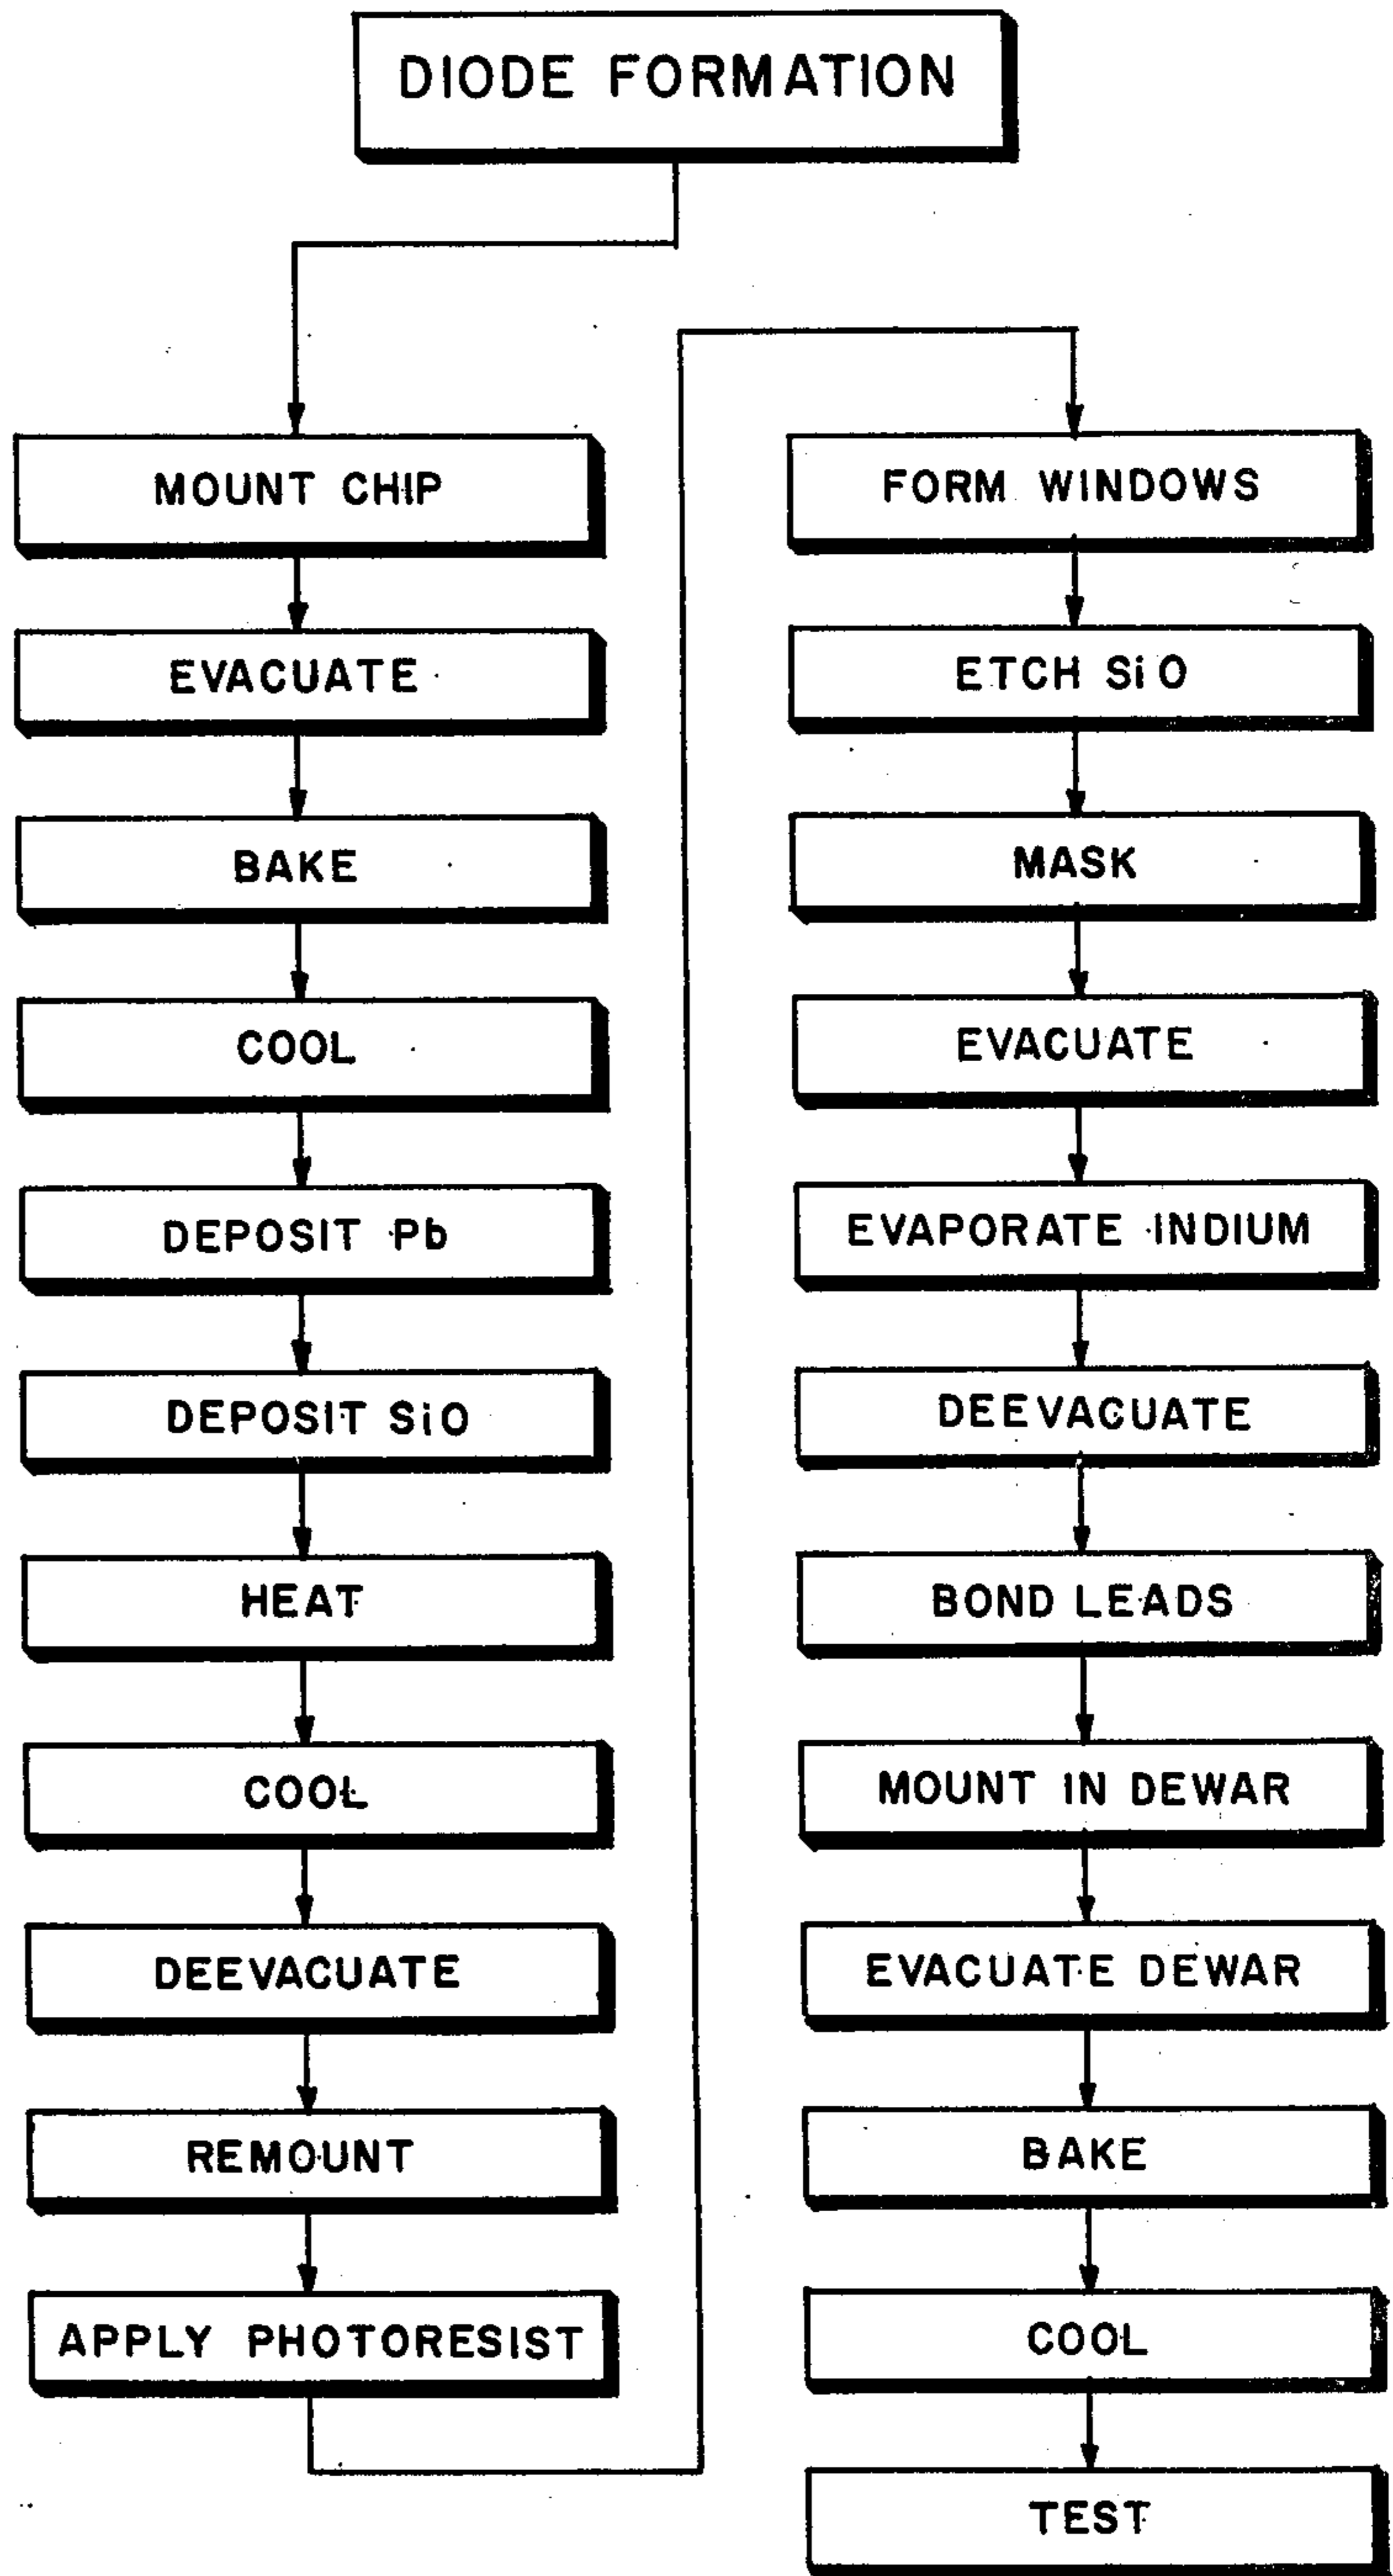 DIODE FORMATION
MOUNT CHIP
EVACUATE
BAKE
COOL
DEPOSIT Pb
DEPOSIT SiO
HEAT
COOL
DEEVACUATE
REMOUNT
APPLY PHOTORESIST
FORM WINDOWS
ETCH SiO
MASK
EVACUATE
EVAPORATE INDIUM
DEEVACUATE
BOND LEADS
MOUNT IN DEWAR
EVACUATE DEWAR
BAKE
COOL
TEST